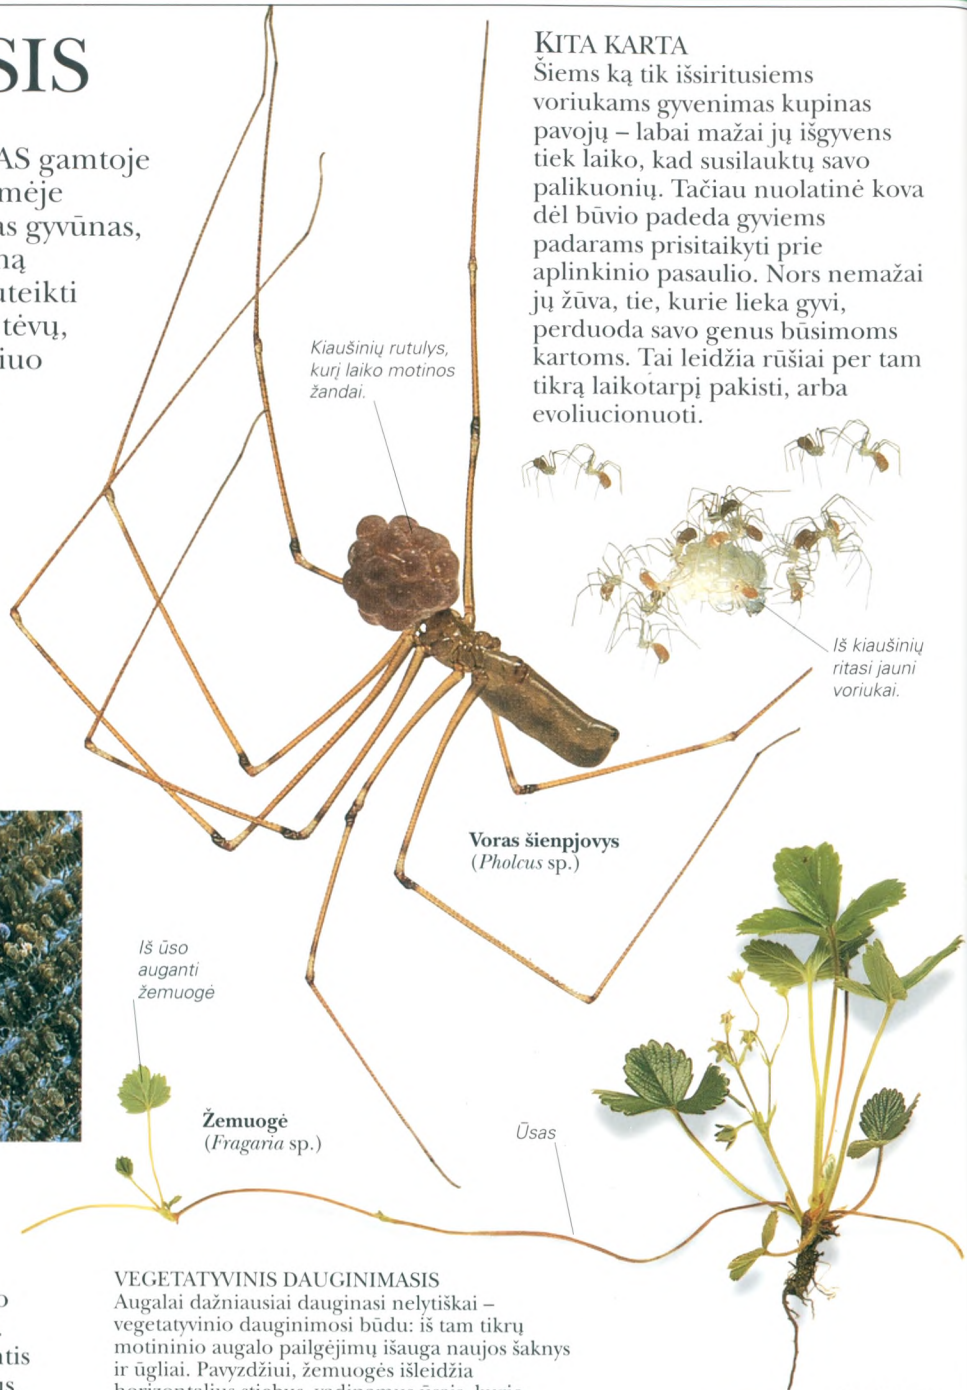 SIS
AS gamtoje
mėje
as gyvūnas,
ną
uteikti
tėvų,
iuo
KITA KARTA
Šiems ką tik išsiritusiems
voriukams gyvenimas kupinas
pavojų – labai mažai jų išgyvens
tiek laiko, kad susilauktų savo
palikuonių. Tačiau nuolatinė kova
dėl būvio padeda gyviems
padarams prisitaikyti prie
aplinkinio pasaulio. Nors nemažai
jų žūva, tie, kurie lieka gyvi,
perduoda savo genus būsimoms
kartoms. Tai leidžia rūšiai per tam
tikrą laikotarpį pakisti, arba
evoliucionuoti.
Kiaušinių rutulys,
kurį laiko motinos
žandai.
Iš kiaušinių
ritasi jauni
voriukai.
Voras šienpjovys
(Pholcus sp.)
Iš ūso
auganti
žemuogė
Žemuogė
(Fragaria sp.)
Ūsas
VEGETATYVINIS DAUGINIMASIS
Augalai dažniausiai dauginasi nelytiškai –
vegetatyvinio dauginimosi būdu: iš tam tikrų
motininio augalo pailgėjimų išauga naujos šaknys
ir ūgliai. Pavyzdžiui, žemuogės išleidžia